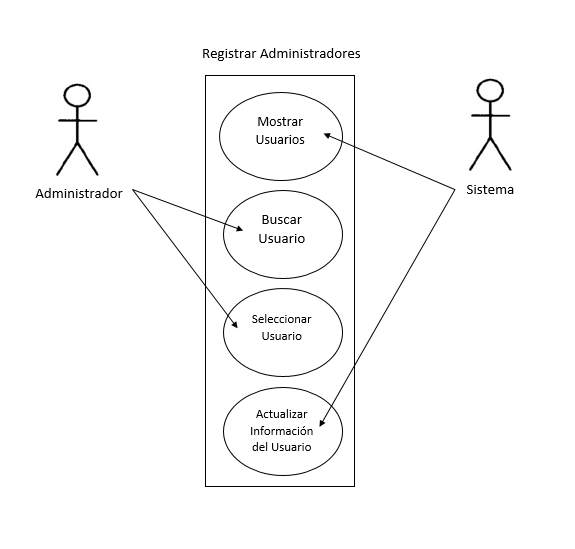 Registrar Administradores
Mostrar
Usuarios
Administrador
Sistema
Buscar
Usuario
Seleccionar
Usuario
Actualizar
Información
del Usuario